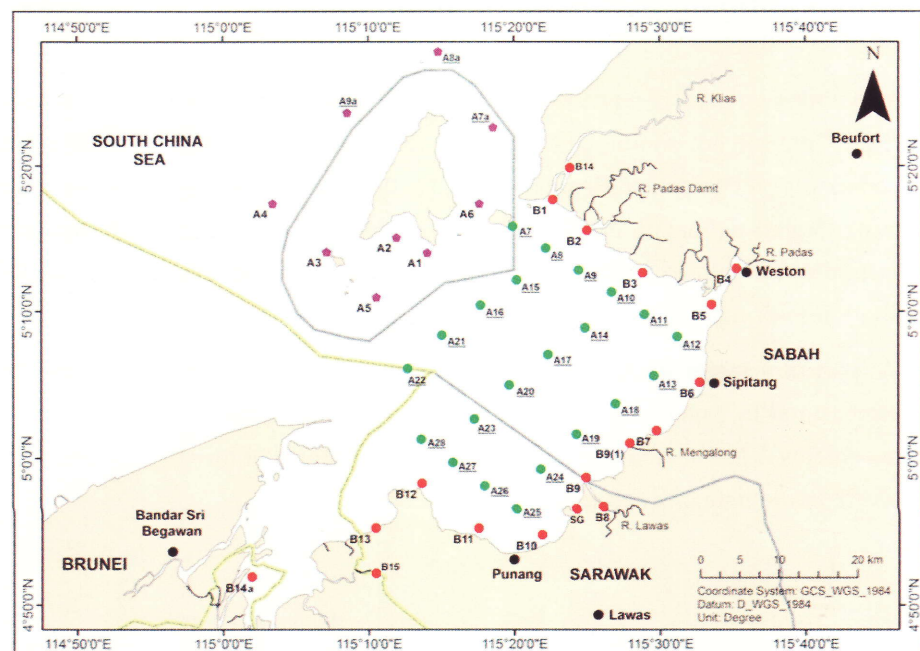 114°50'0"E
115°0'0"E
115°10'0"E
115°20'0"E
115°30'0"E
115°40'0"E
N
A8a
A9a
A7a
R. Klias
SOUTH CHINA
SEA
Beufort
5°20'0"N
5°20'0"N
B14
R. Padas Damit
A4
A6
B1
A2
A7
B2
A3
A1
A8
R. Padas
A9
B3
B4
Weston
A15
A10
A5
A16
B5
5°10'0"N
5°10'0"N
A11
A14
A12
A21
SABAH
A17
A22
A13
Sipitang
A20
B6
A18
A23
A28
A19
B7
B9(1)
R. Mengalong
5°0'0"N
5°0'0"N
A27
A24
B12
A26
B9
Bandar Sri
Begawan
A25
SG
B8
R. Lawas
B13
B11
B10
BRUNEI
B15
Punang
SARAWAK
0
5
10
20 km
B14a
Coordinate System: GCS_WGS_1984
Datum: D_WGS_1984
Unit: Degree
Lawas
4°50'0"N
4°50'0"N
114°50'0"E
115°0'0"E
115°10'0"E
115°20'0"E
115°30'0"E
115°40'0"E